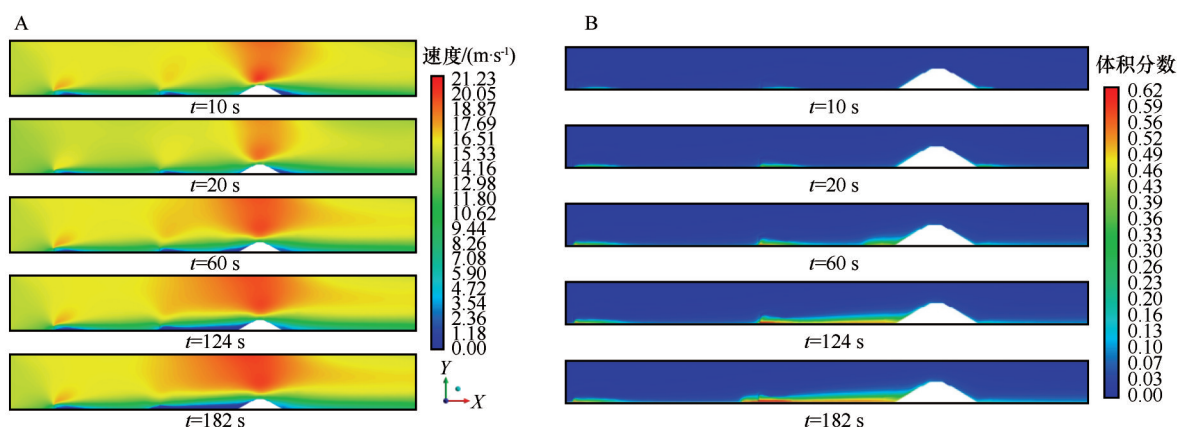 A
速度/(m·s⁻¹)
21.23
20.05
18.87
17.69
16.51
15.33
14.16
12.98
11.80
10.62
9.44
8.26
7.08
5.90
4.72
3.54
2.36
1.18
0.00
t=10 s
t=20 s
t=60 s
t=124 s
t=182 s
Y
X
B
体积分数
0.62
0.59
0.56
0.52
0.49
0.46
0.43
0.39
0.36
0.33
0.30
0.26
0.23
0.20
0.16
0.13
0.10
0.07
0.03
0.00
t=10 s
t=20 s
t=60 s
t=124 s
t=182 s